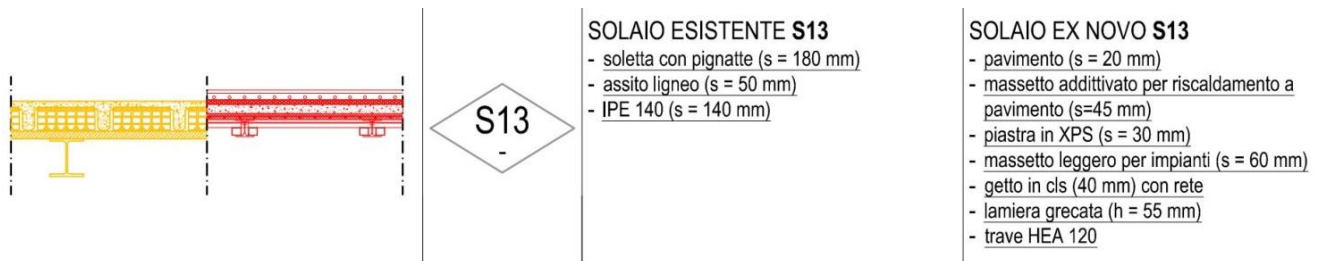 S13
-
SOLAIO ESISTENTE S13
- soletta con pignatte (s = 180 mm)
- assito ligneo (s = 50 mm)
- IPE 140 (s = 140 mm)
SOLAIO EX NOVO S13
- pavimento (s = 20 mm)
- massetto addittivato per riscaldamento a
pavimento (s=45 mm)
- piastra in XPS (s = 30 mm)
- massetto leggero per impianti (s = 60 mm)
- getto in cls (40 mm) con rete
- lamiera grecata (h = 55 mm)
- trave HEA 120